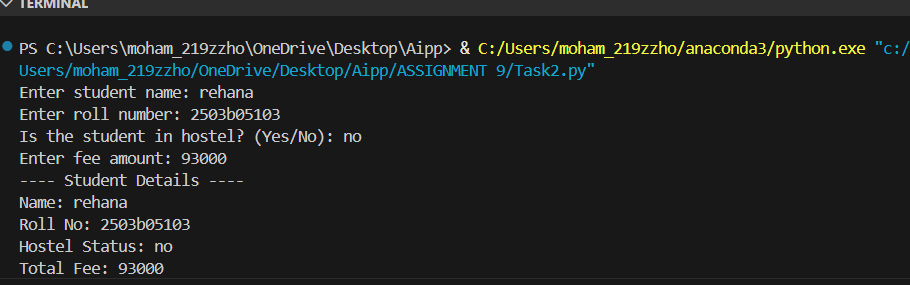 TERMINAL
PS C:\Users\moham_219zzho\OneDrive\Desktop\Aipp> & C:/Users/moham_219zzho/anaconda3/python.exe "c:/
Users/moham_219zzho/OneDrive/Desktop/Aipp/ASSIGNMENT 9/Task2.py"
Enter student name: rehana
Enter roll number: 2503b05103
Is the student in hostel? (Yes/No): no
Enter fee amount: 93000
---- Student Details ----
Name: rehana
Roll No: 2503b05103
Hostel Status: no
Total Fee: 93000